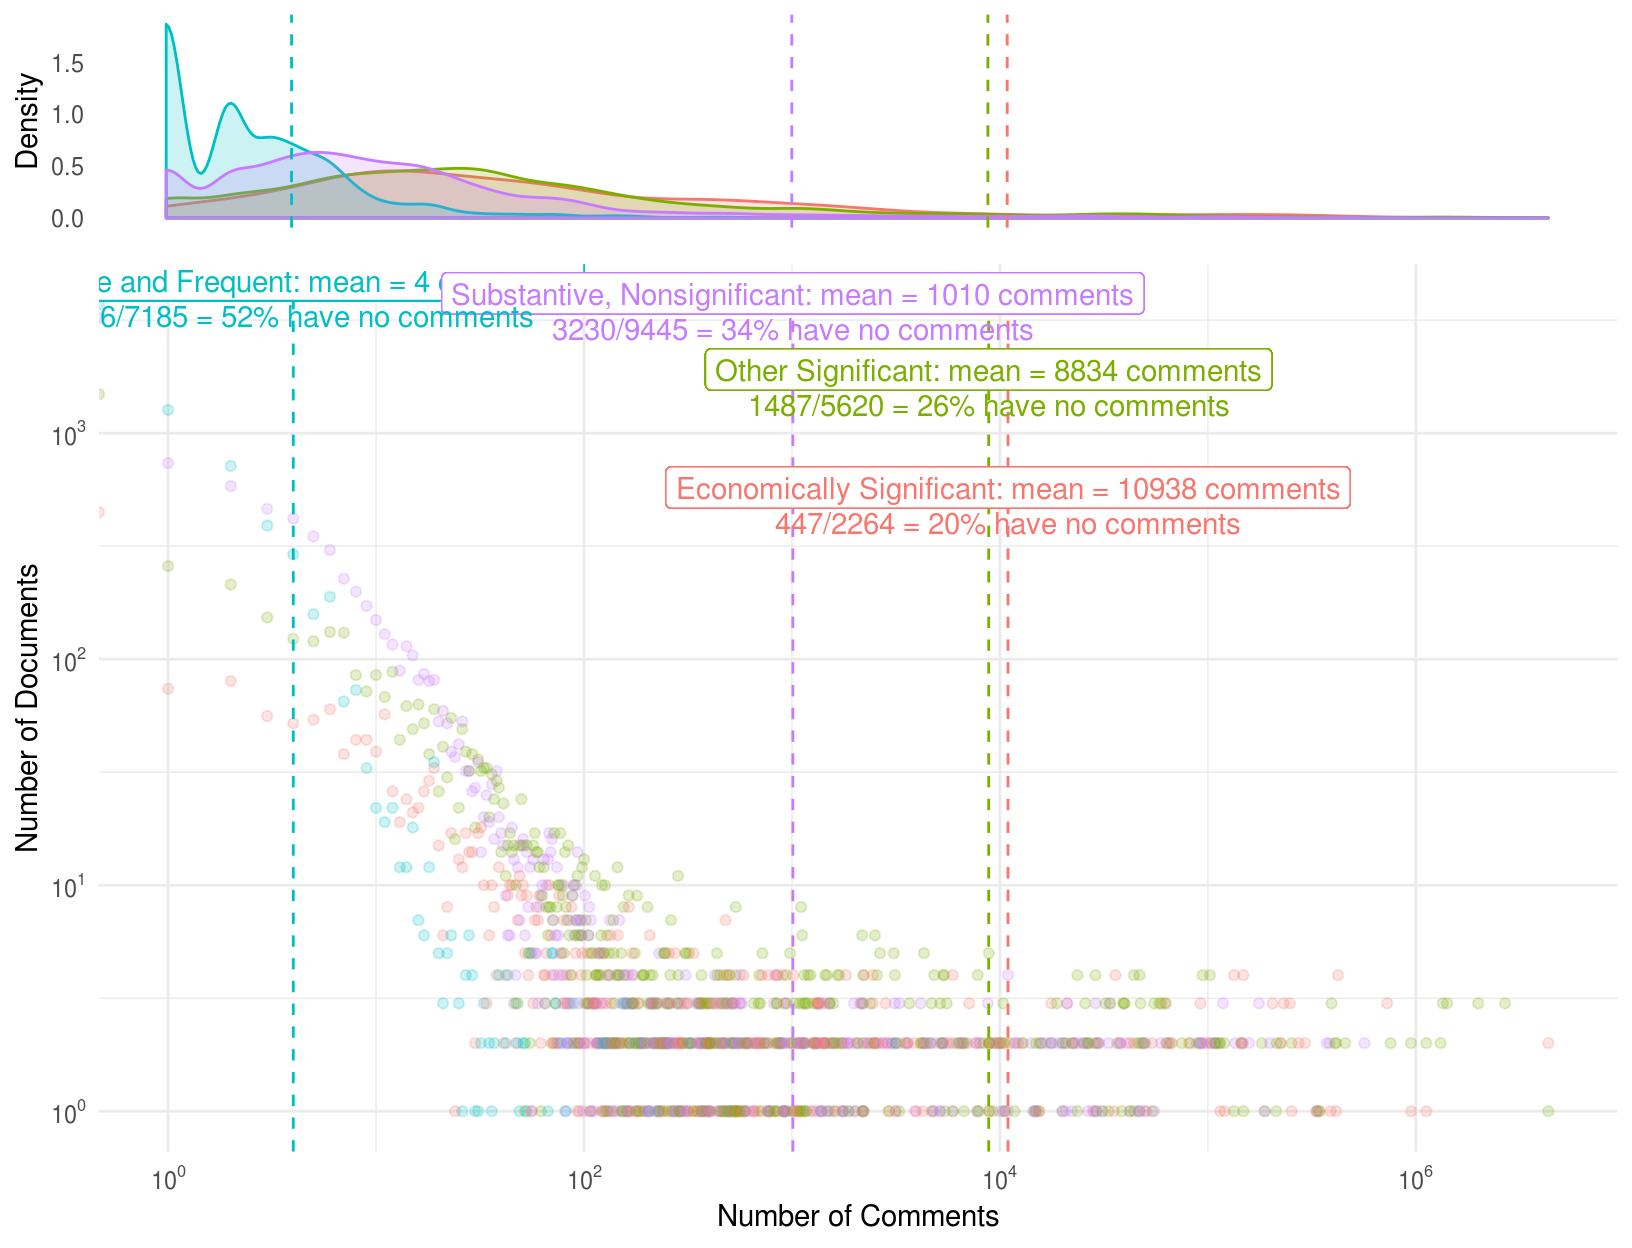 Density
1.5
1.0
0.5
0.0
e and Frequent: mean = 4
6/7185 = 52% have no comments
Substantive, Nonsignificant: mean = 1010 comments
3230/9445 = 34% have no comments
Other Significant: mean = 8834 comments
1487/5620 = 26% have no comments
Economically Significant: mean = 10938 comments
447/2264 = 20% have no comments
Number of Documents
10³
10²
10¹
10⁰
10⁰
10²
10⁴
10⁶
Number of Comments